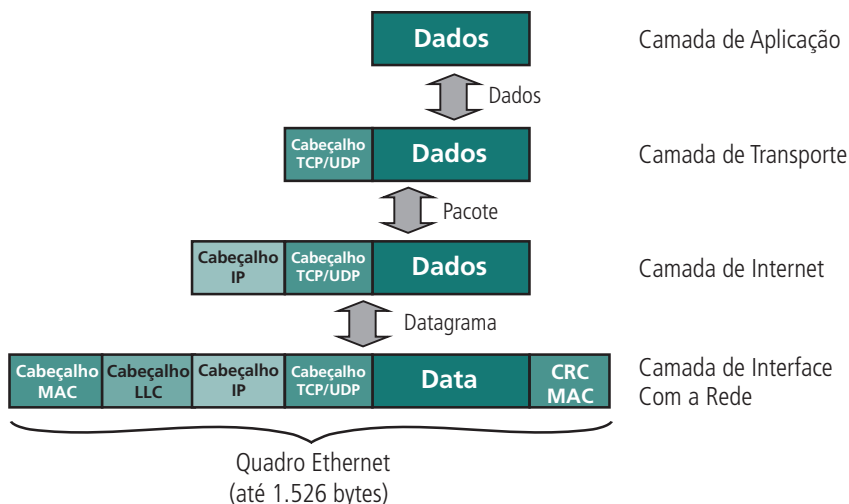 Dados
Camada de Aplicação
Dados
Cabeçalho
TCP/UDP
Dados
Camada de Transporte
Pacote
Cabeçalho
IP
Cabeçalho
TCP/UDP
Dados
Camada de Internet
Datagrama
Cabeçalho
MAC
Cabeçalho
LLC
Cabeçalho
IP
Cabeçalho
TCP/UDP
Data
CRC
MAC
Camada de Interface
Com a Rede
Quadro Ethernet
(até 1.526 bytes)